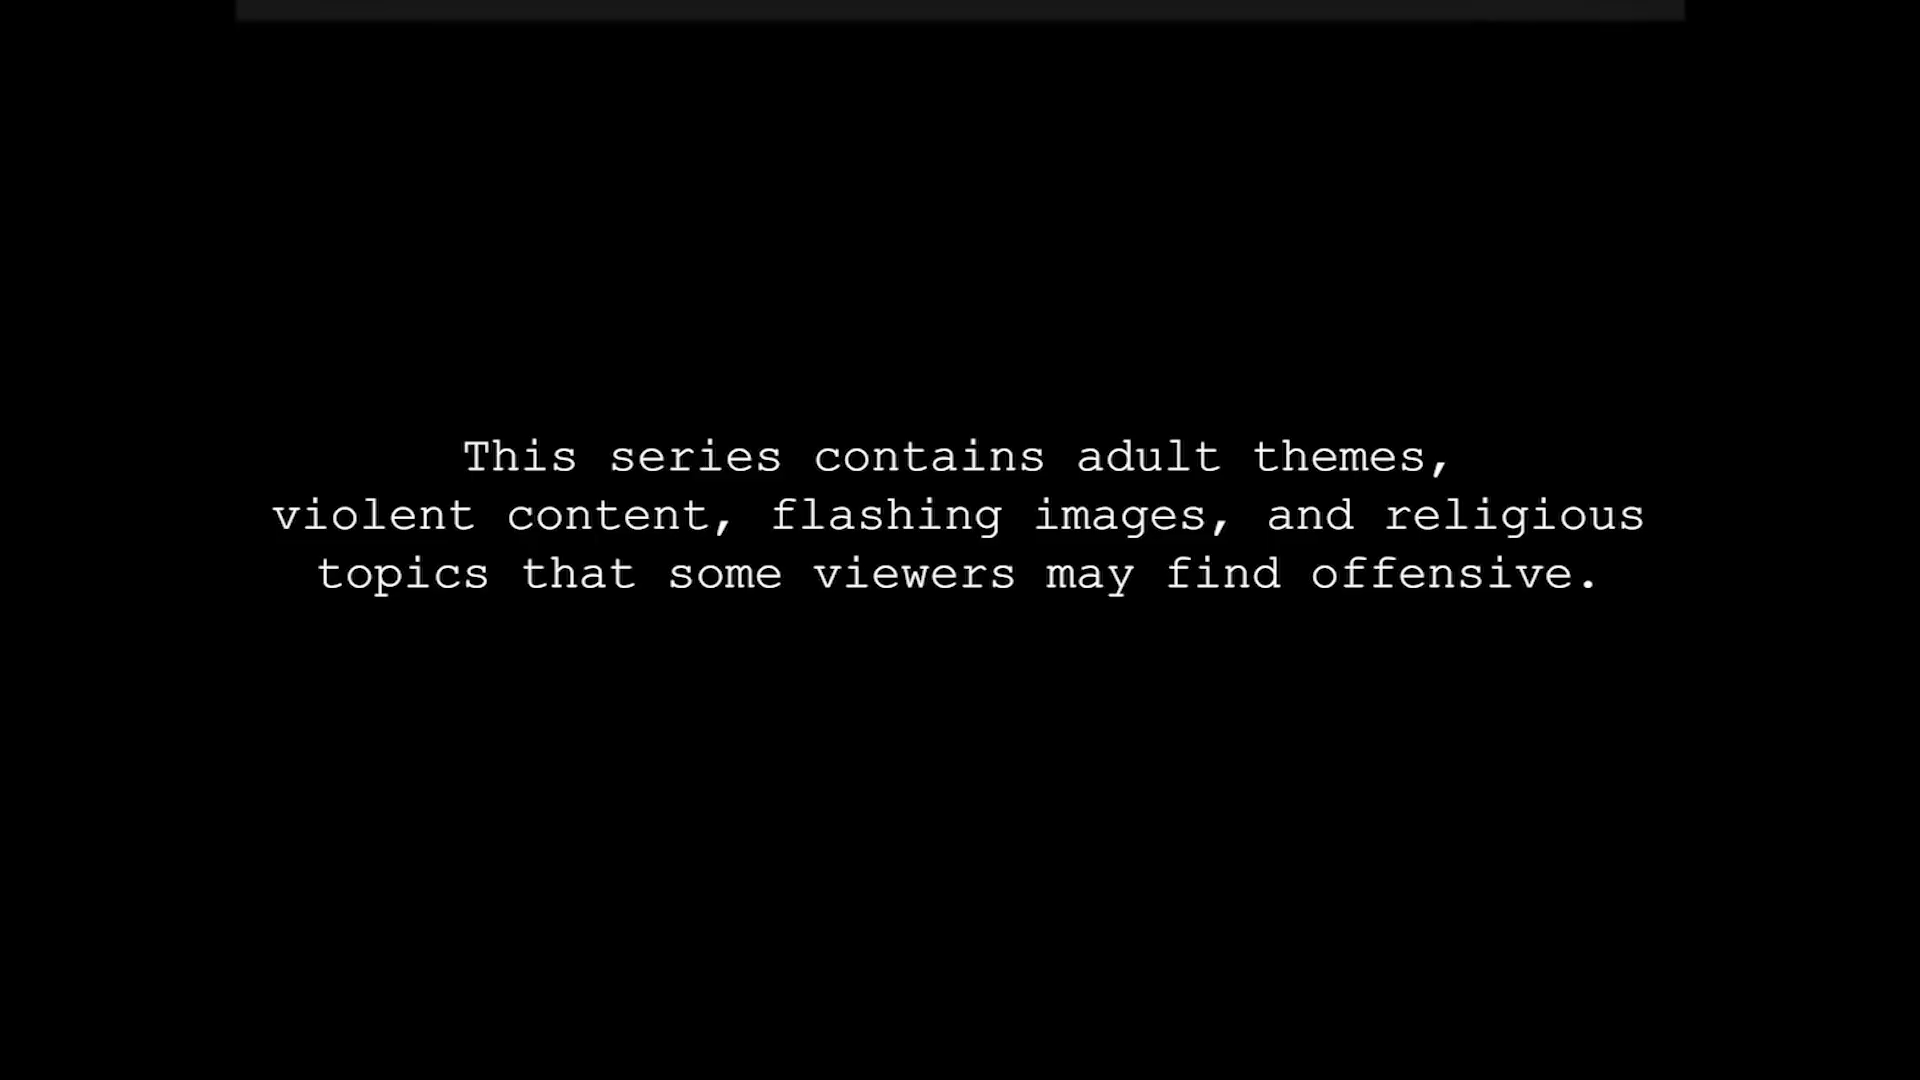 This series contains adult themes,
violent content, flashing images, and religious
topics that some viewers may find offensive.